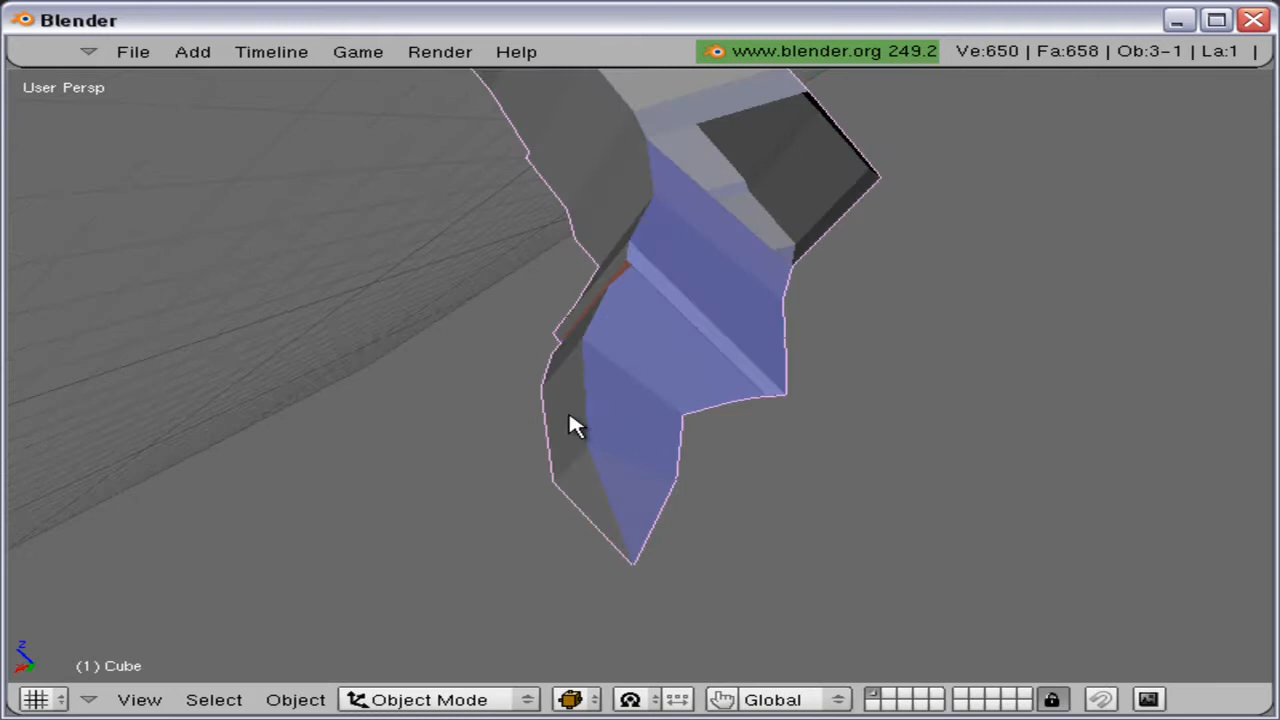 Blender
File Add Timeline Game Render Help www.blender.org 249.2 Ve:650 | Fa:658 | Ob:3-1 | La:1 |
User Persp
z
(1) Cube
View Select Object Object Mode Global